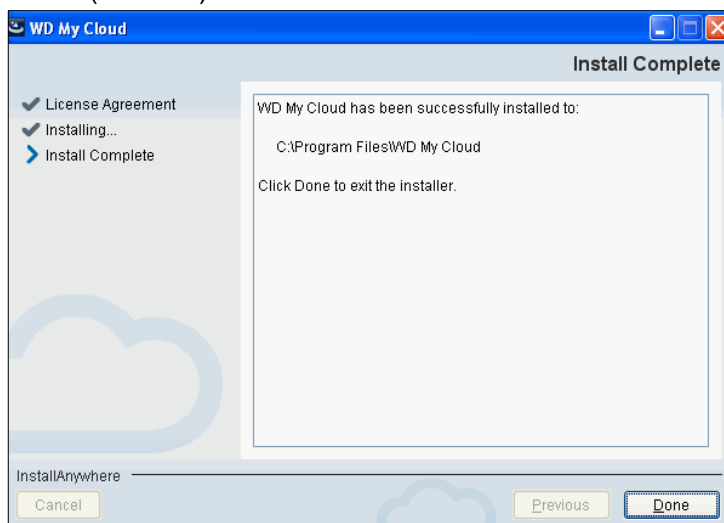 WD My Cloud
Install Complete
License Agreement
Installing...
Install Complete
WD My Cloud has been successfully installed to:
C:\Program Files\WD My Cloud
Click Done to exit the installer.
InstallAnywhere
Cancel
Previous
Done